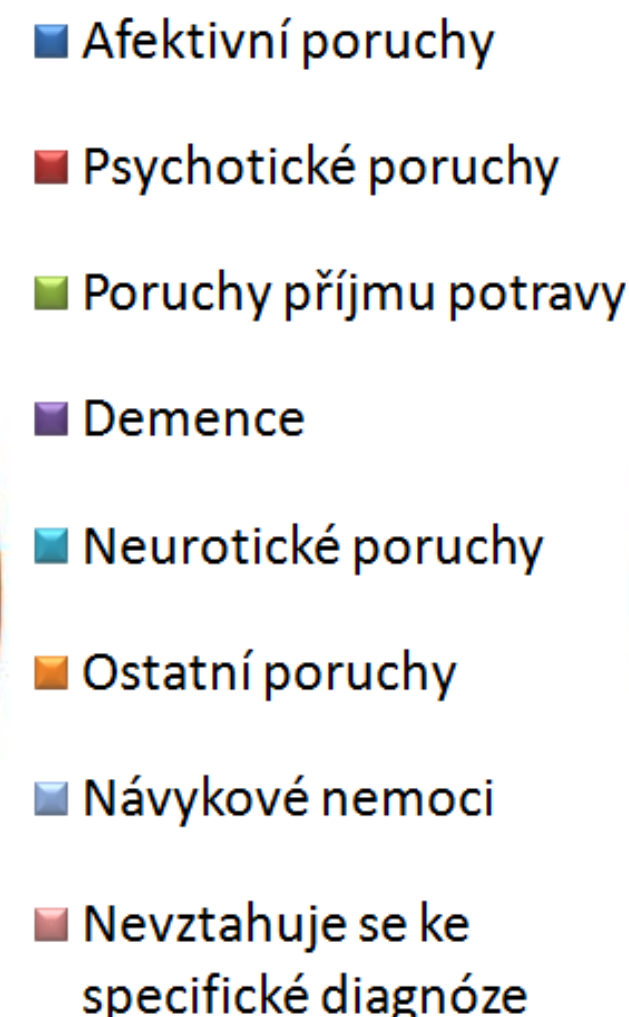 Afektivní poruchy
Psychotické poruchy
Poruchy příjmu potravy
Demence
Neurotické poruchy
Ostatní poruchy
Návykové nemoci
Nevztahuje se ke
specifické diagnóze